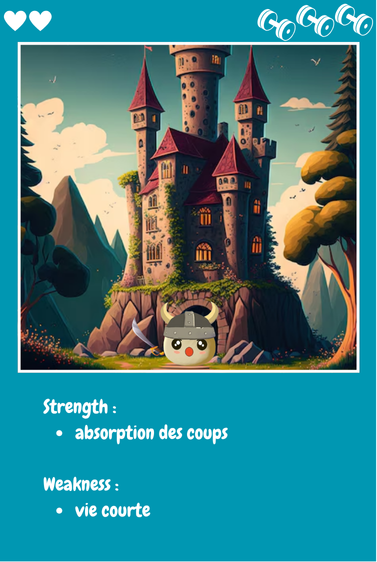 Strength :
• absorption des coups
Weakness :
• vie courte